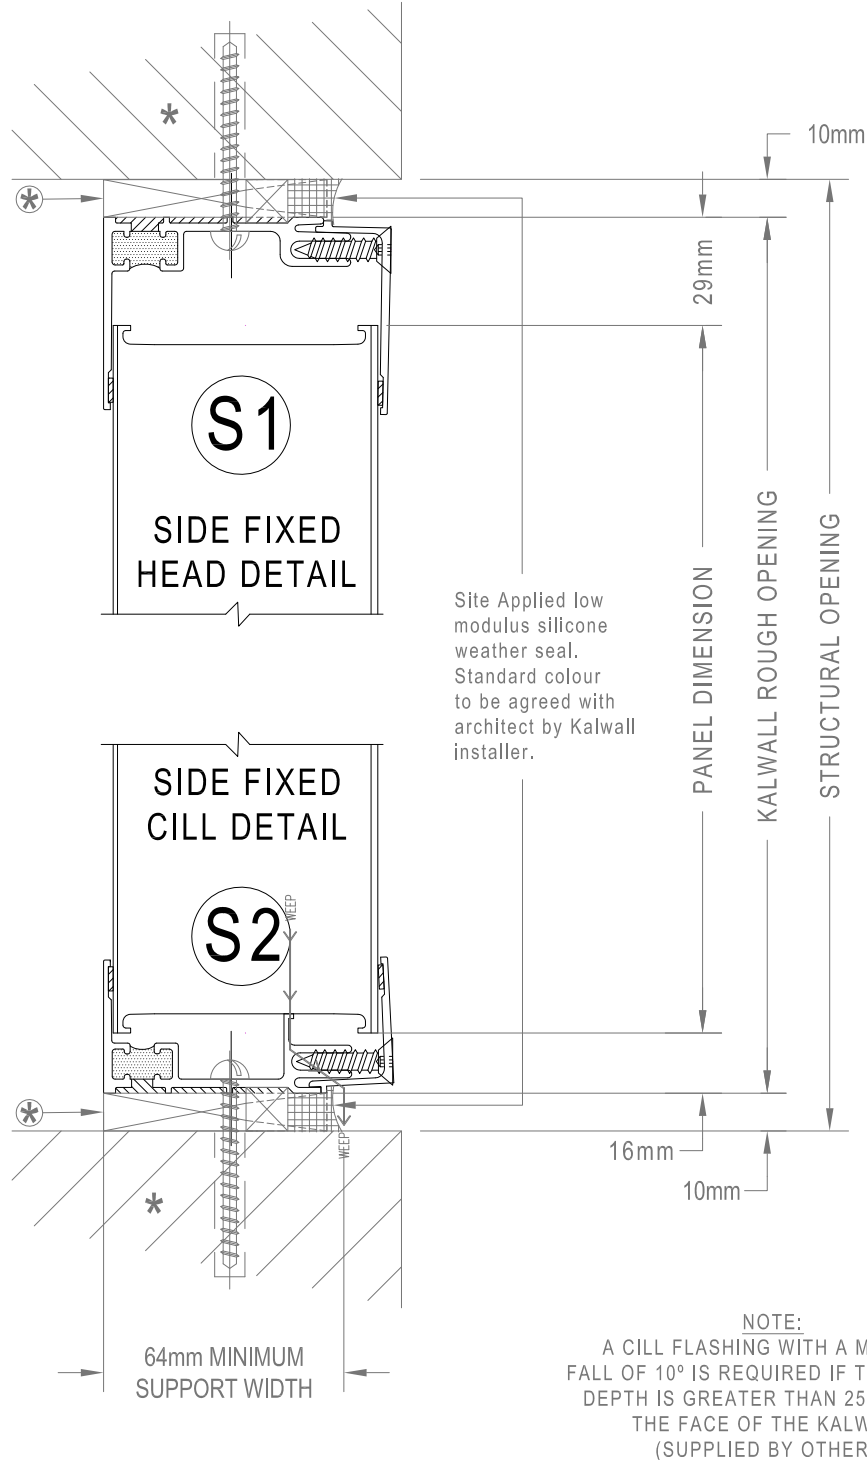 *
10mm
*
29mm
S1
SIDE FIXED
HEAD DETAIL
Site Applied low
modulus silicone
weather seal.
Standard colour
to be agreed with
architect by Kalwall
installer.
PANEL DIMENSION
KALWALL ROUGH OPENING
STRUCTURAL OPENING
SIDE FIXED
CILL DETAIL
S2
WEEP
*
WEEP
16mm
10mm
*
64mm MINIMUM
SUPPORT WIDTH
NOTE:
A CILL FLASHING WITH A M
FALL OF 10º IS REQUIRED IF T
DEPTH IS GREATER THAN 25
THE FACE OF THE KALW
(SUPPLIED BY OTHER